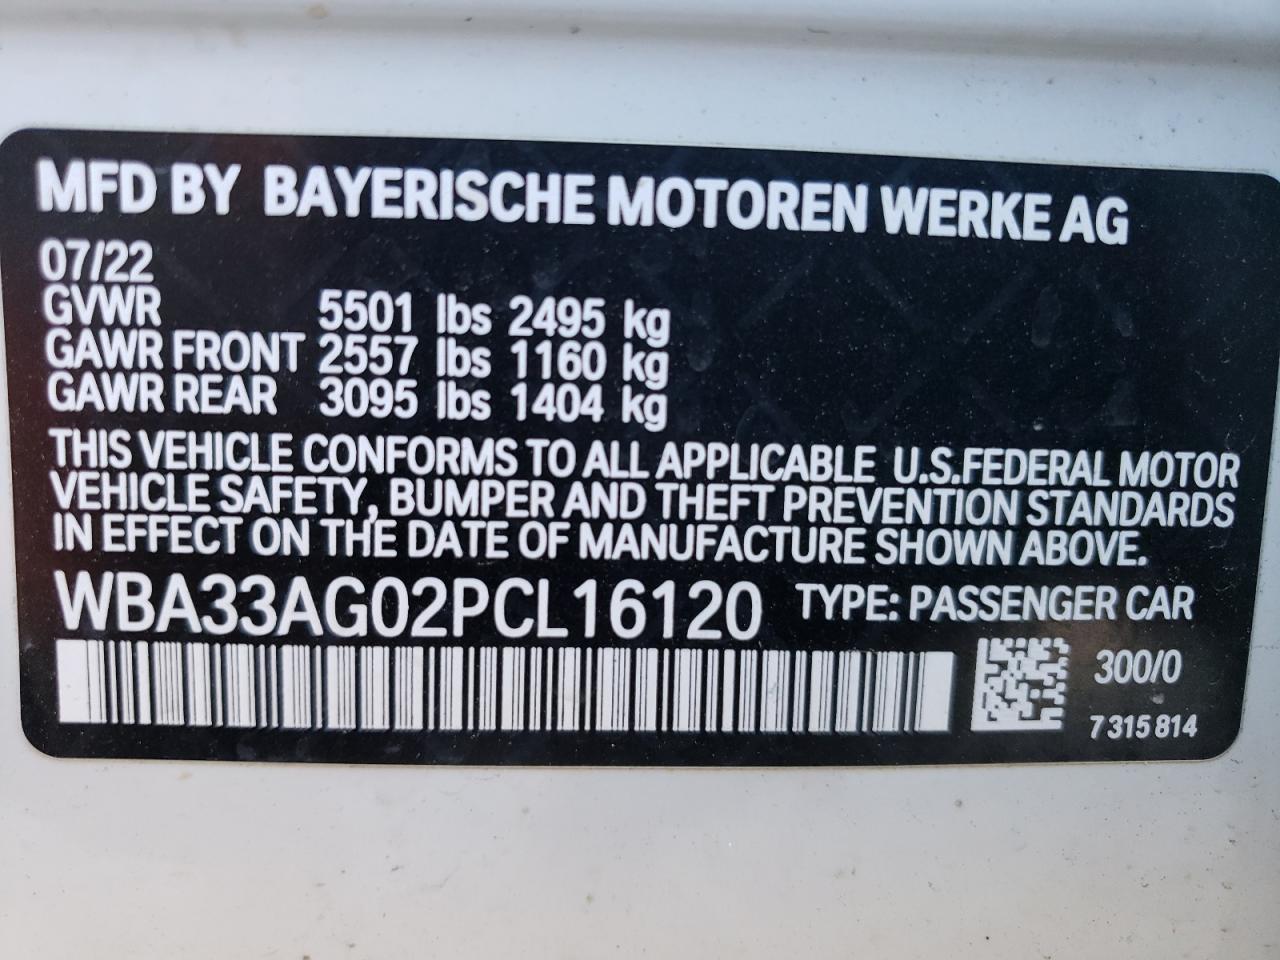 MFD BY BAYERISCHE MOTOREN WERKE AG
07/22
GVWR 5501 lbs 2495 kg
GAWR FRONT 2557 lbs 1160 kg
GAWR REAR 3095 lbs 1404 kg
THIS VEHICLE CONFORMS TO ALL APPLICABLE U.S.FEDERAL MOTOR
VEHICLE SAFETY, BUMPER AND THEFT PREVENTION STANDARDS
IN EFFECT ON THE DATE OF MANUFACTURE SHOWN ABOVE.
WBA33AG02PCL16120 TYPE: PASSENGER CAR
300/0
7 315 814